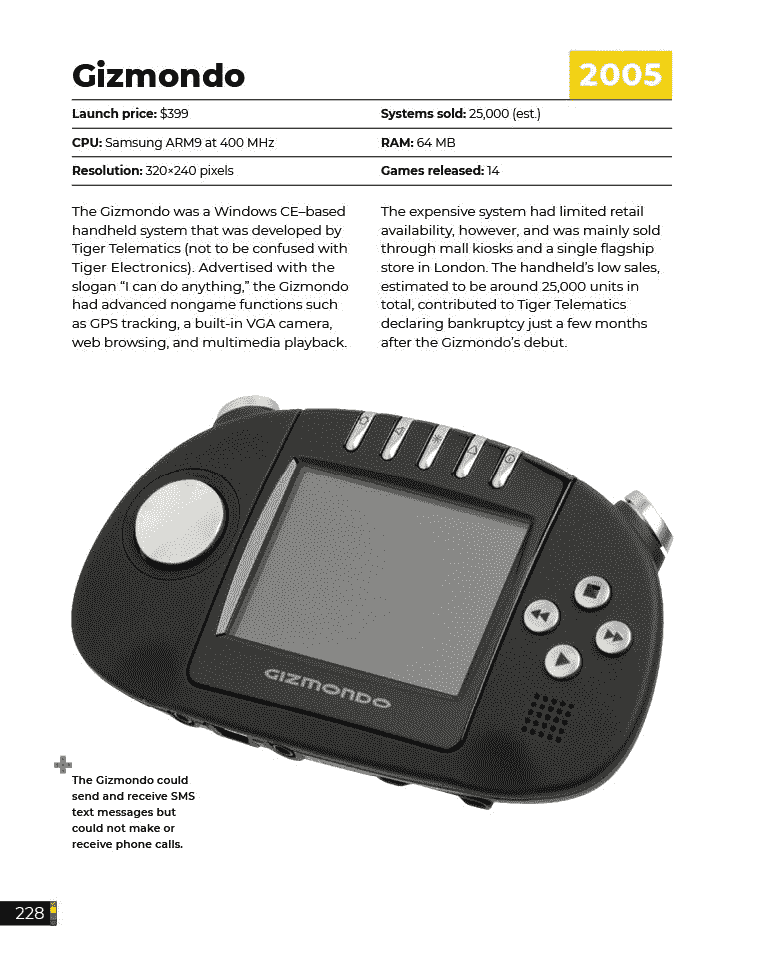 Gizmondo
2005
Launch price: $399
Systems sold: 25,000 (est.)
CPU: Samsung ARM9 at 400 MHz
RAM: 64 MB
Resolution: 320×240 pixels
Games released: 14
The Gizmondo was a Windows CE–based
handheld system that was developed by
Tiger Telematics (not to be confused with
Tiger Electronics). Advertised with the
slogan “I can do anything,” the Gizmondo
had advanced nongame functions such
as GPS tracking, a built-in VGA camera,
web browsing, and multimedia playback.
The expensive system had limited retail
availability, however, and was mainly sold
through mall kiosks and a single flagship
store in London. The handheld’s low sales,
estimated to be around 25,000 units in
total, contributed to Tiger Telematics
declaring bankruptcy just a few months
after the Gizmondo’s debut.
GIZMONDO
The Gizmondo could
send and receive SMS
text messages but
could not make or
receive phone calls.
228